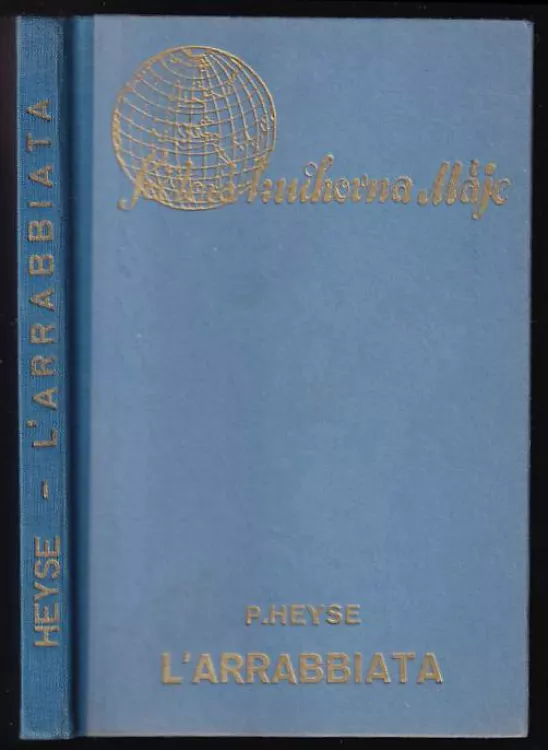 HEYSE - L'ARRABBIATA
knihovna Máje
P.HEYSE
L'ARRABBIATA